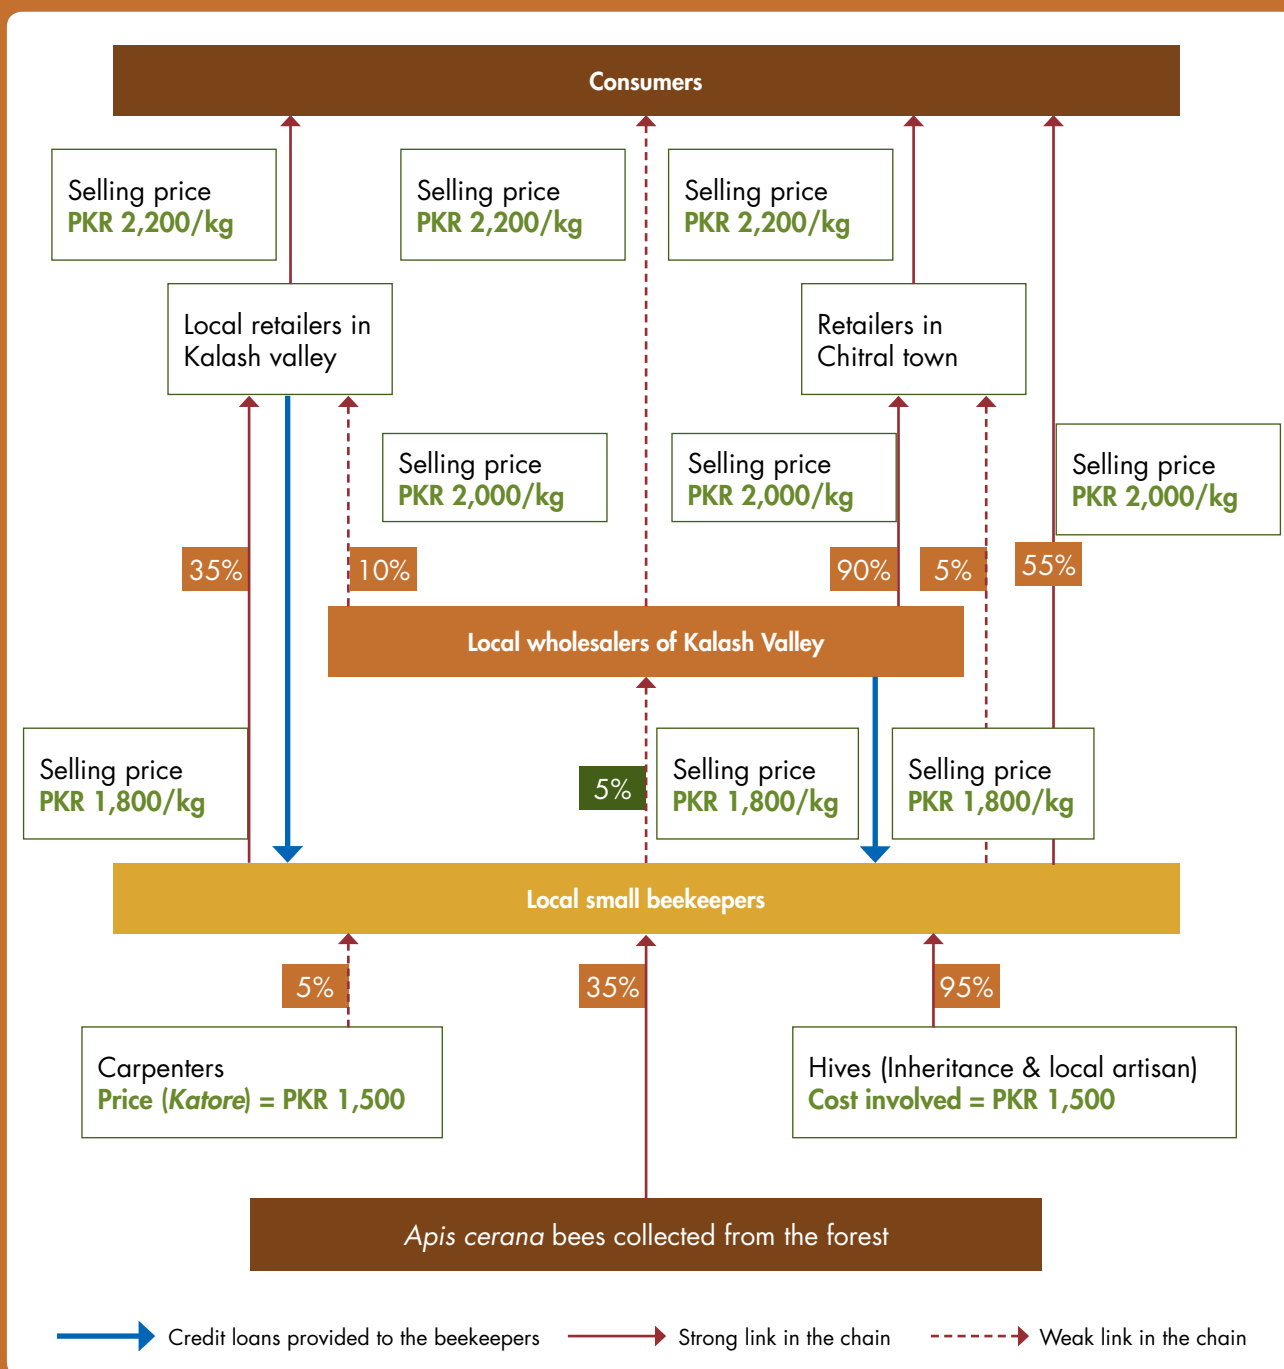 Consumers
Selling price
PKR 2,200/kg
Selling price
PKR 2,200/kg
Selling price
PKR 2,200/kg
Local retailers in
Kalash valley
Retailers in
Chitral town
Selling price
PKR 2,000/kg
Selling price
PKR 2,000/kg
Selling price
PKR 2,000/kg
35%
10%
90%
5%
55%
Local wholesalers of Kalash Valley
Selling price
PKR 1,800/kg
5%
Selling price
PKR 1,800/kg
Selling price
PKR 1,800/kg
Local small beekeepers
5%
35%
95%
Carpenters
Price (Katore) = PKR 1,500
Hives (Inheritance & local artisan)
Cost involved = PKR 1,500
Apis cerana bees collected from the forest
Credit loans provided to the beekeepers
Strong link in the chain
Weak link in the chain